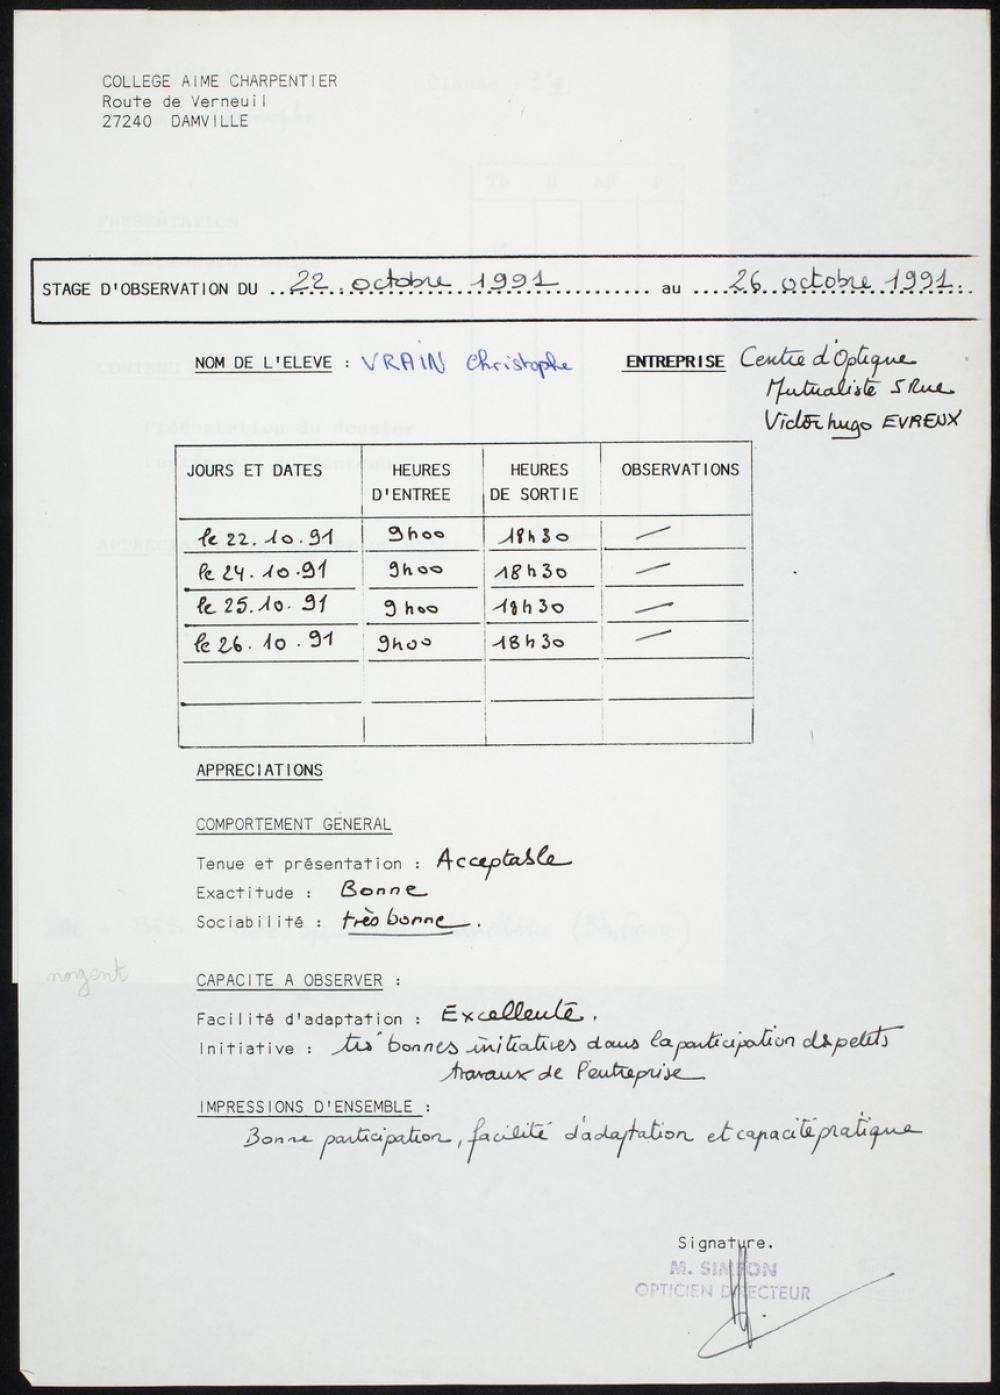 COLLEGE AIME CHARPENTIER
Route de Verneuil
27240 DAMVILLE
STAGE D'OBSERVATION DU 22 octobre 1991 au 26 octobre 1991
NOM DE L'ELEVE : VRAIN Christophe ENTREPRISE Centre d'Optique
Mutualiste 5 Rue
Victor hugo EVREUX
JOURS ET DATES HEURES D'ENTREE HEURES DE SORTIE OBSERVATIONS
le 22.10.91 9h00 18h30 —
le 24.10.91 9h00 18h30 —
le 25.10.91 9h00 18h30 —
le 26.10.91 9h00 18h30 —
APPRECIATIONS
COMPORTEMENT GENERAL
Tenue et présentation : Acceptable
Exactitude : Bonne
Sociabilité : très bonne.
nogent
CAPACITE A OBSERVER :
Facilité d'adaptation : Excellente.
Initiative : très bonnes initiatives dans la participation de petits
travaux de l'entreprise
IMPRESSIONS D'ENSEMBLE :
Bonne participation, facilité d'adaptation et capacité pratique
Signature.
M. SIMEON
OPTICIEN DIRECTEUR